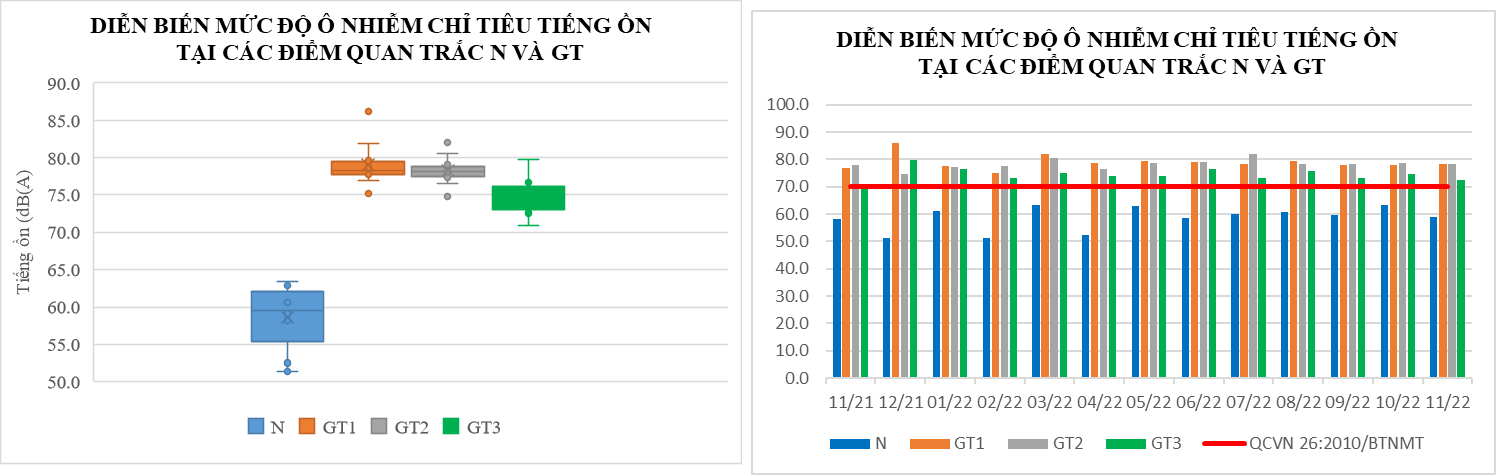 DIỄN BIẾN MỨC ĐỘ Ô NHIỄM CHỈ TIÊU TIẾNG ỒN
TẠI CÁC ĐIỂM QUAN TRẮC N VÀ GT
90.0
85.0
80.0
75.0
70.0
65.0
60.0
55.0
50.0
Tiếng ồn (dB(A)
N GT1 GT2 GT3
DIỄN BIẾN MỨC ĐỘ Ô NHIỄM CHỈ TIÊU TIẾNG ỒN
TẠI CÁC ĐIỂM QUAN TRẮC N VÀ GT
100.0
90.0
80.0
70.0
60.0
50.0
40.0
30.0
20.0
10.0
0.0
11/21 12/21 01/22 02/22 03/22 04/22 05/22 06/22 07/22 08/22 09/22 10/22 11/22
N GT1 GT2 GT3 QCVN 26:2010/BTNMT